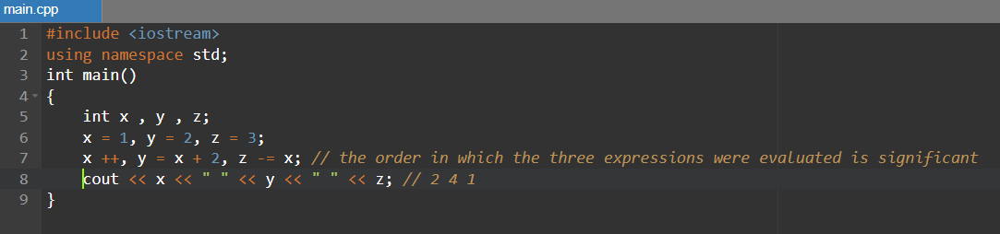 main.cpp
1 #include <iostream>
2 using namespace std;
3 int main()
4 {
5 int x , y , z;
6 x = 1, y = 2, z = 3;
7 x ++, y = x + 2, z -= x; // the order in which the three expressions were evaluated is significant
8 cout << x << " " << y << " " << z; // 2 4 1
9 }